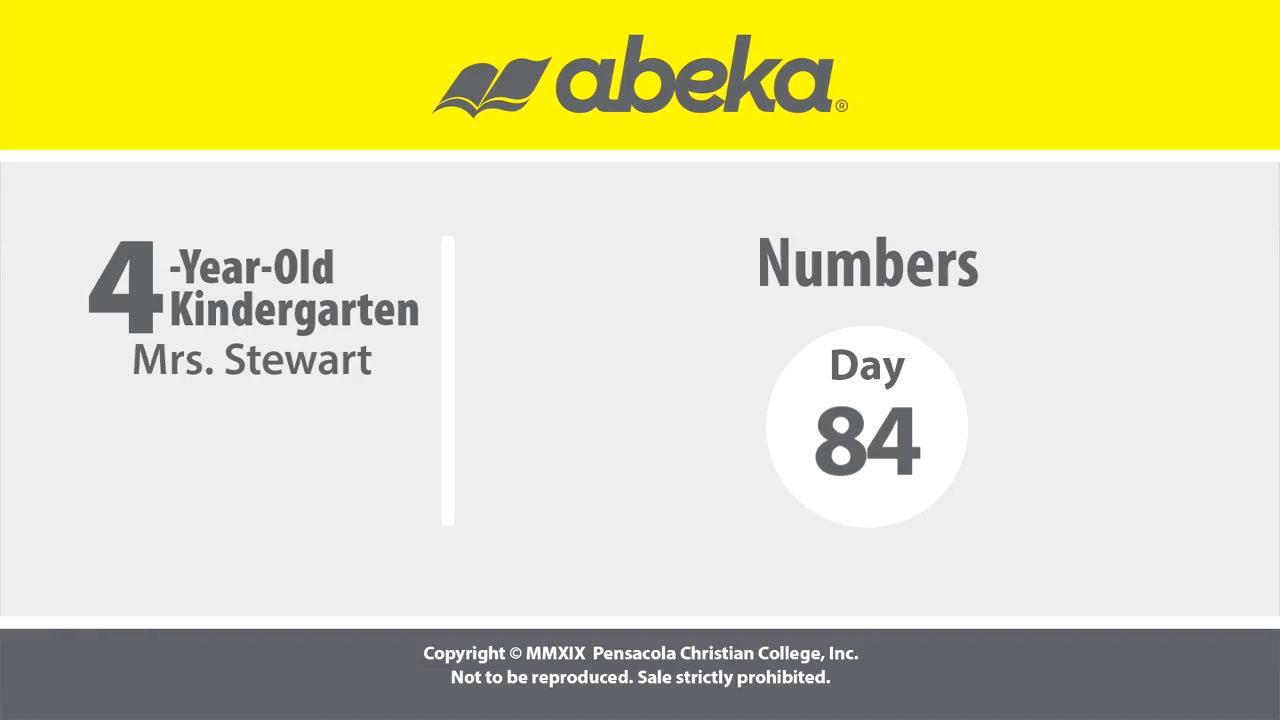 abeka®
4-Year-Old
Kindergarten
Mrs. Stewart
Numbers
Day
84
Copyright © MMXIX Pensacola Christian College, Inc.
Not to be reproduced. Sale strictly prohibited.